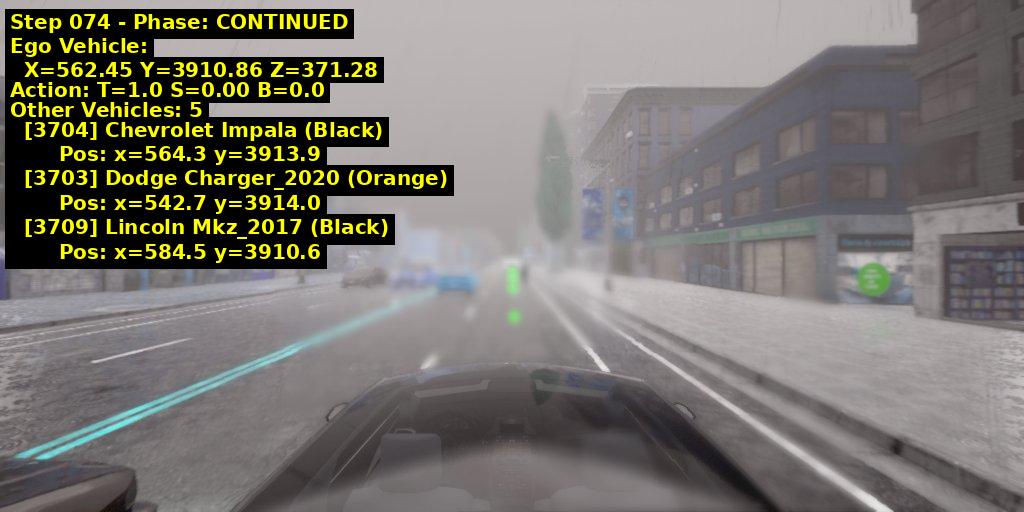 Step 074 - Phase: CONTINUED
Ego Vehicle:
X=562.45 Y=3910.86 Z=371.28
Action: T=1.0 S=0.00 B=0.0
Other Vehicles: 5
[3704] Chevrolet Impala (Black)
Pos: x=564.3 y=3913.9
[3703] Dodge Charger_2020 (Orange)
Pos: x=542.7 y=3914.0
[3709] Lincoln Mkz_2017 (Black)
Pos: x=584.5 y=3910.6